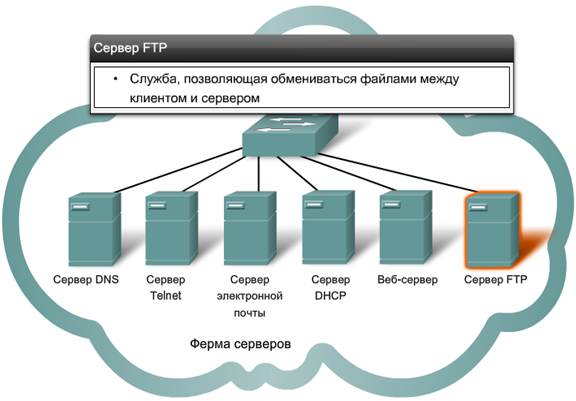 Сервер FTP
• Служба, позволяющая обмениваться файлами между
клиентом и сервером
Сервер DNS
Сервер
Telnet
Сервер
электронной
почты
Сервер
DHCP
Веб-сервер
Сервер FTP
Ферма серверов